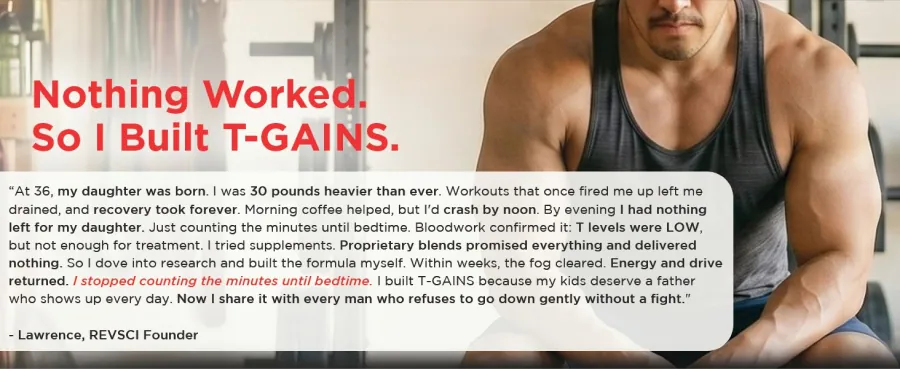 Nothing Worked.
So I Built T-GAINS.
“At 36, my daughter was born. I was 30 pounds heavier than ever. Workouts that once fired me up left me
drained, and recovery took forever. Morning coffee helped, but I'd crash by noon. By evening I had nothing
left for my daughter. Just counting the minutes until bedtime. Bloodwork confirmed it: T levels were LOW,
but not enough for treatment. I tried supplements. Proprietary blends promised everything and delivered
nothing. So I dove into research and built the formula myself. Within weeks, the fog cleared. Energy and drive
returned. I stopped counting the minutes until bedtime. I built T-GAINS because my kids deserve a father
who shows up every day. Now I share it with every man who refuses to go down gently without a fight.”
- Lawrence, REVSCI Founder